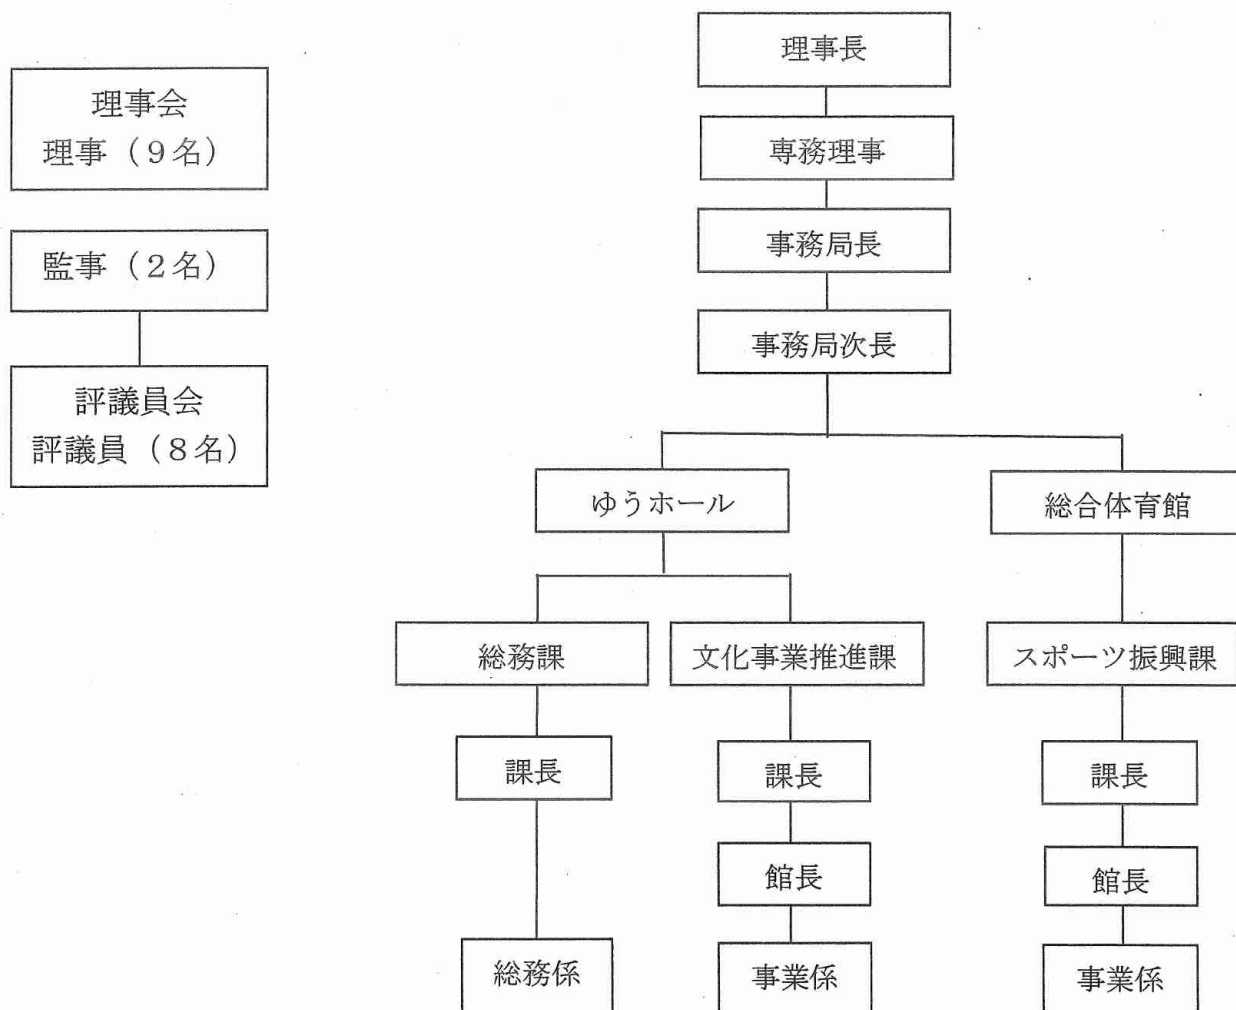 理事会
理事（９名）
監事（２名）
評議員会
評議員（８名）
理事長
専務理事
事務局長
事務局次長
ゆうホール
総合体育館
総務課
文化事業推進課
スポーツ振興課
課長
課長
課長
館長
館長
総務係
事業係
事業係